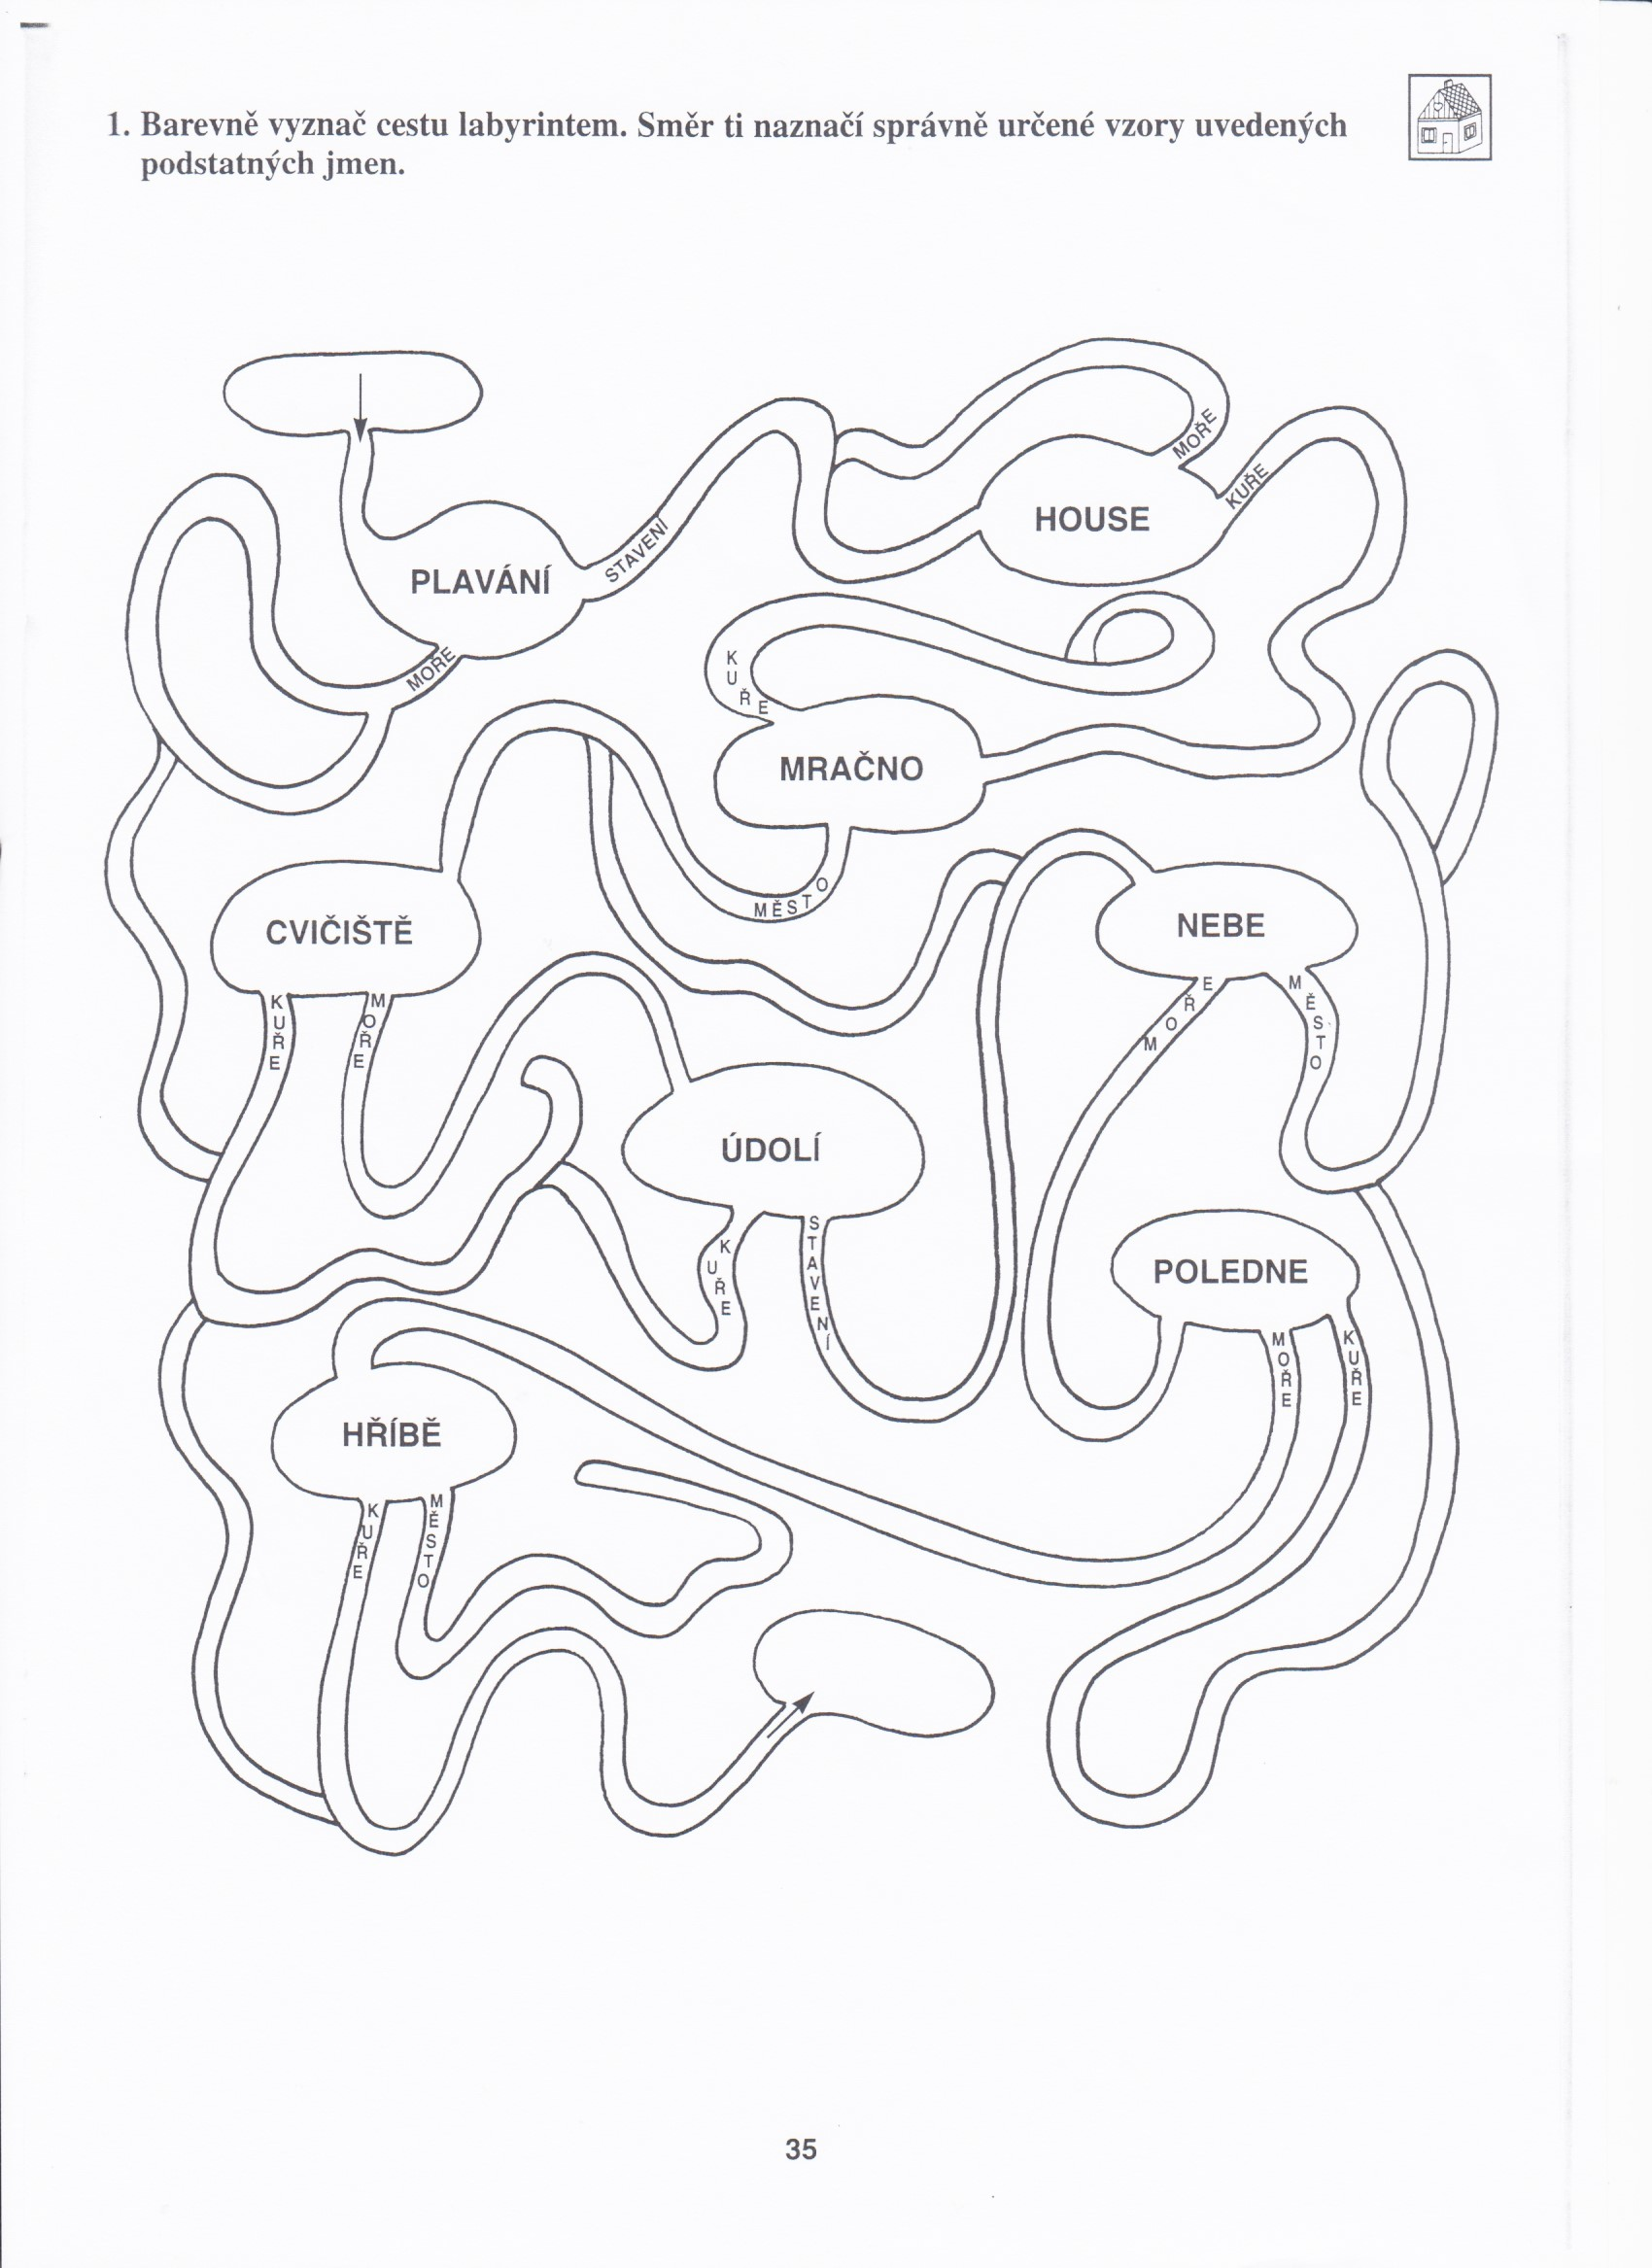 1. Barevně vyznač cestu labyrintem. Směr ti naznačí správně určené vzory uvedených
podstatných jmen.
MOŘE
KUŘE
HOUSE
STAVENÍ
PLAVÁNÍ
MOŘE
KUŘE
MRAČNO
MĚSTO
CVIČIŠTĚ
NEBE
KUŘE
MOŘE
MOŘE
MĚSTO
ÚDOLÍ
KUŘE
STAVENÍ
POLEDNE
MOŘE
KUŘE
HŘÍBĚ
KUŘE
MĚSTO
35